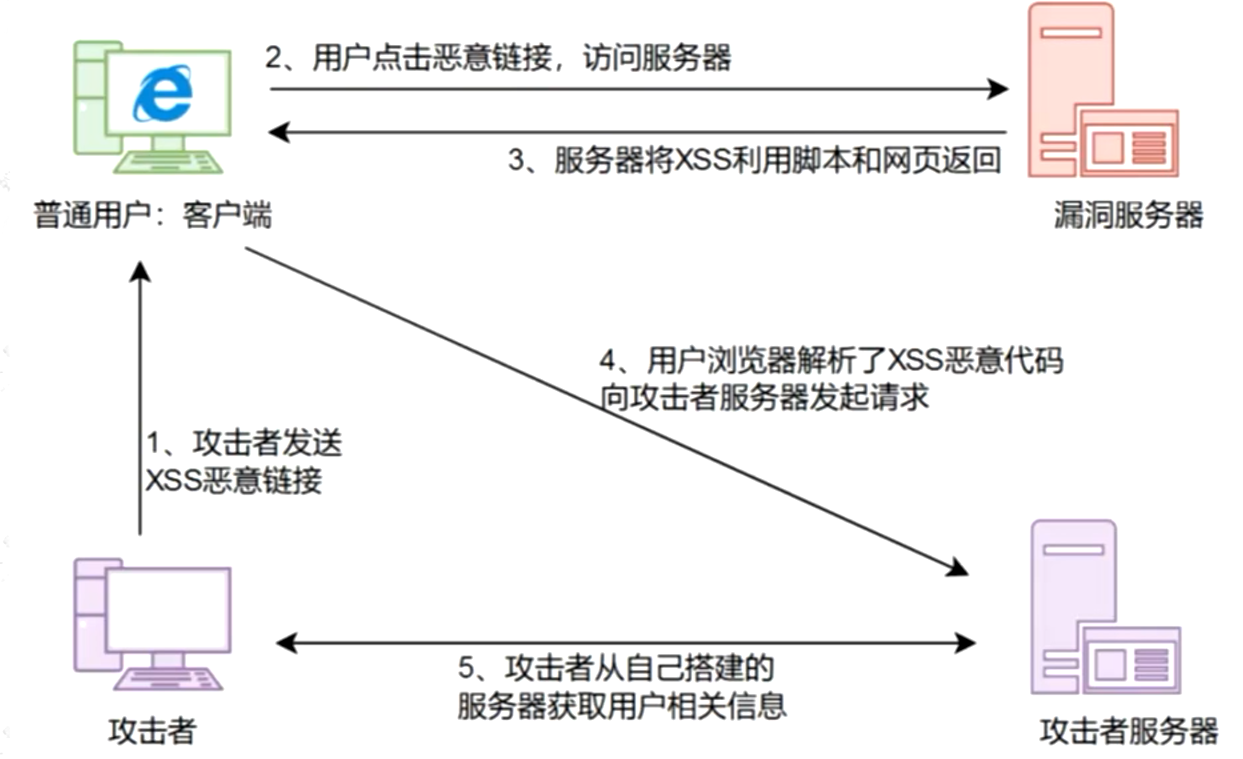 2、用户点击恶意链接，访问服务器
3、服务器将XSS利用脚本和网页返回
普通用户：客户端
漏洞服务器
4、用户浏览器解析了XSS恶意代码
向攻击者服务器发起请求
1、攻击者发送
XSS恶意链接
5、攻击者从自己搭建的
服务器获取用户相关信息
攻击者
攻击者服务器